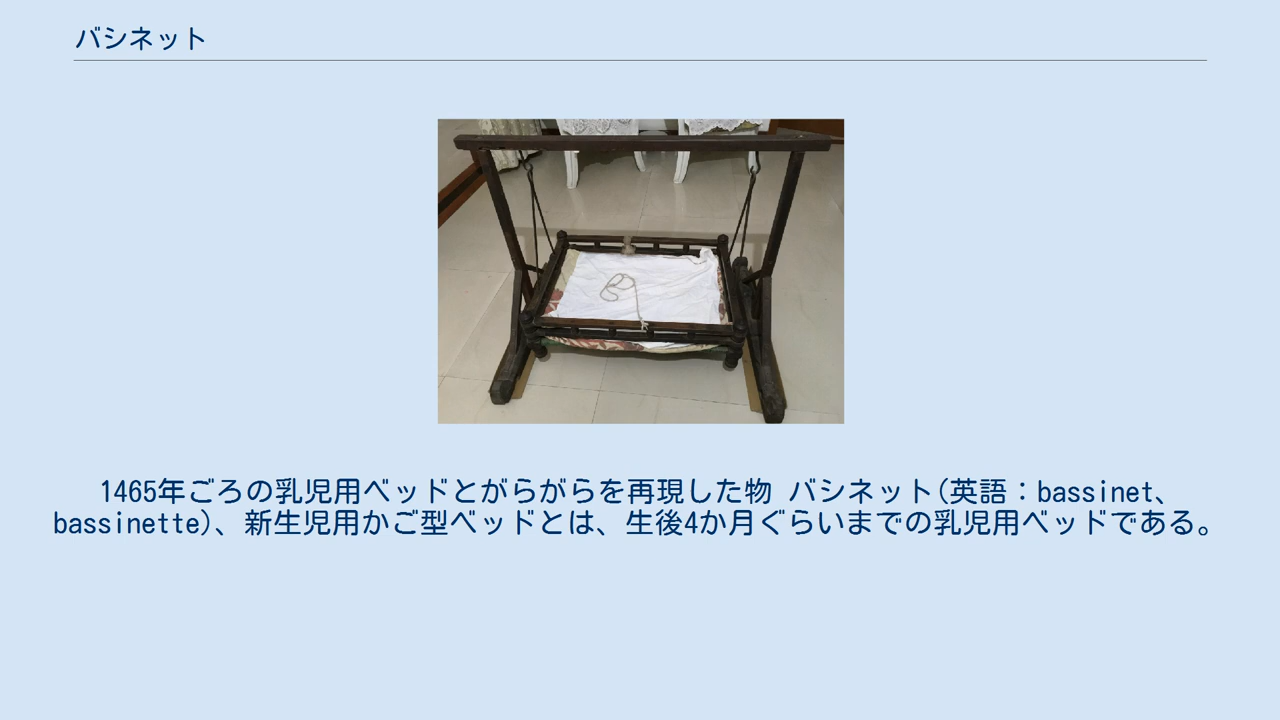 バシネット
1465年ごろの乳児用ベッドとがらがらを再現した物 バシネット(英語：bassinet、
bassinette)、新生児用かご型ベッドとは、生後4か月ぐらいまでの乳児用ベッドである。